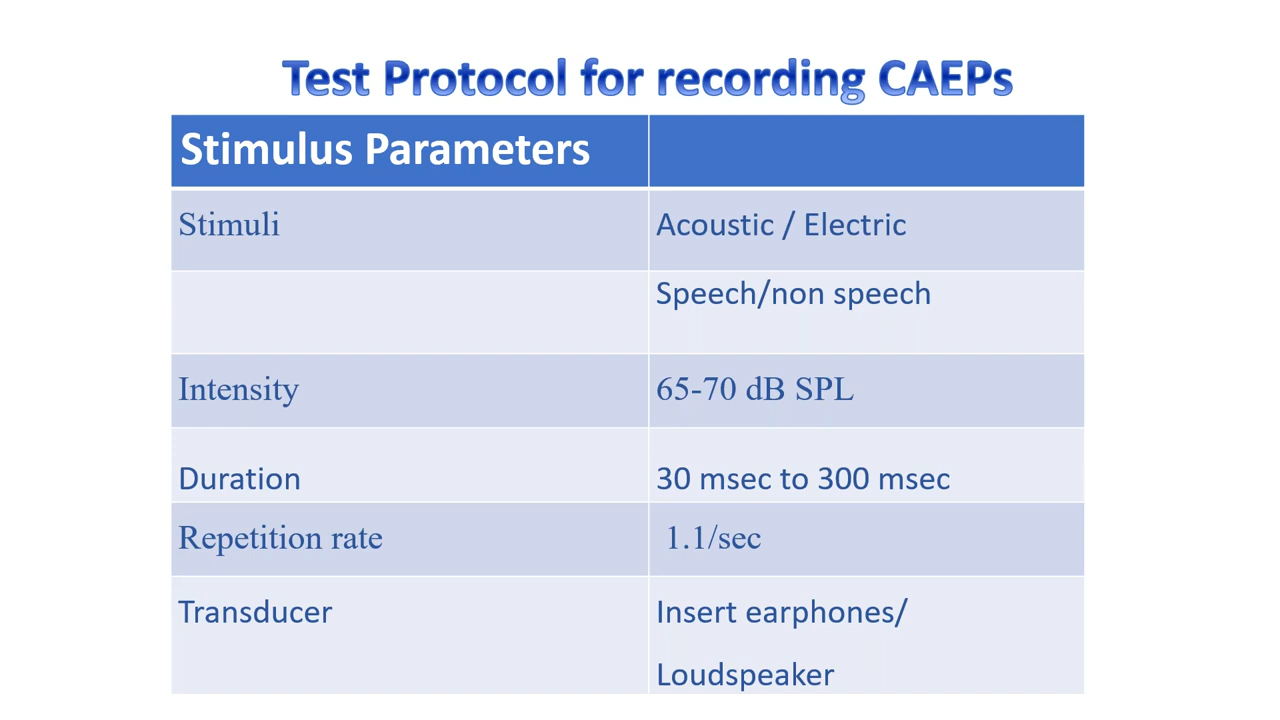 Test Protocol for recording CAEPs
Stimulus Parameters
Stimuli Acoustic / Electric
Speech/non speech
Intensity 65-70 dB SPL
Duration 30 msec to 300 msec
Repetition rate 1.1/sec
Transducer Insert earphones/
Loudspeaker